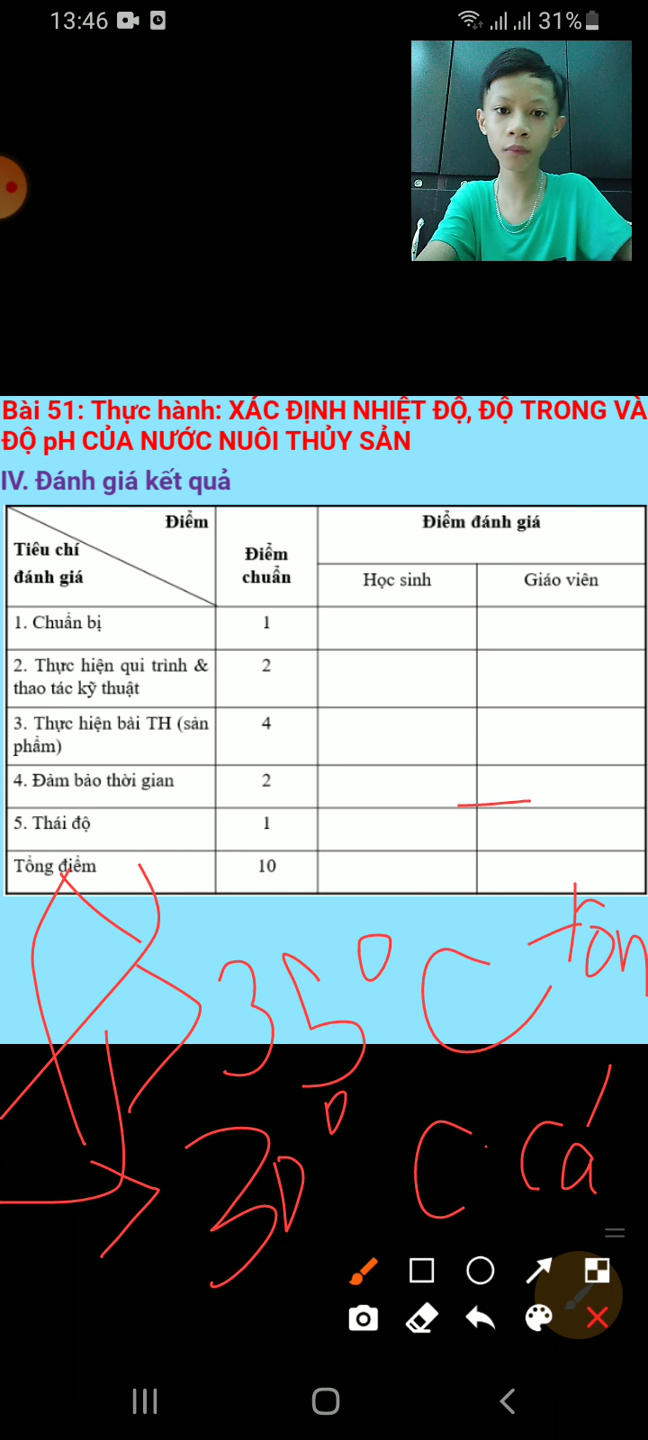 13:46 31%
Bài 51: Thực hành: XÁC ĐỊNH NHIỆT ĐỘ, ĐỘ TRONG VÀ
ĐỘ pH CỦA NƯỚC NUÔI THỦY SẢN
IV. Đánh giá kết quả
Điểm
Tiêu chí
đánh giá
Điểm
chuẩn
Điểm đánh giá
Học sinh Giáo viên
1. Chuẩn bị 1
2. Thực hiện qui trình & 2
thao tác kỹ thuật
3. Thực hiện bài TH (sản 4
phẩm)
4. Đảm bảo thời gian 2
5. Thái độ 1
Tổng điểm 10
35⁰ C tôm
30⁰ C cá